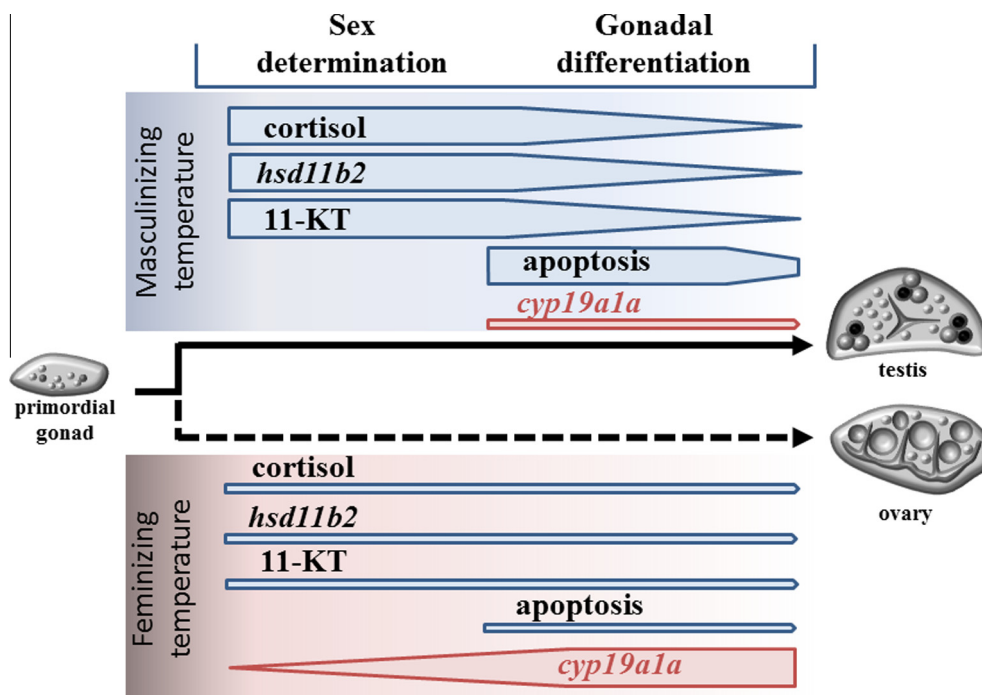 Sex
determination
Gonadal
differentiation
Masculinizing
temperature
cortisol
hsd11b2
11-KT
apoptosis
cyp19a1a
primordial
gonad
testis
ovary
Feminizing
temperature
cortisol
hsd11b2
11-KT
apoptosis
cyp19a1a